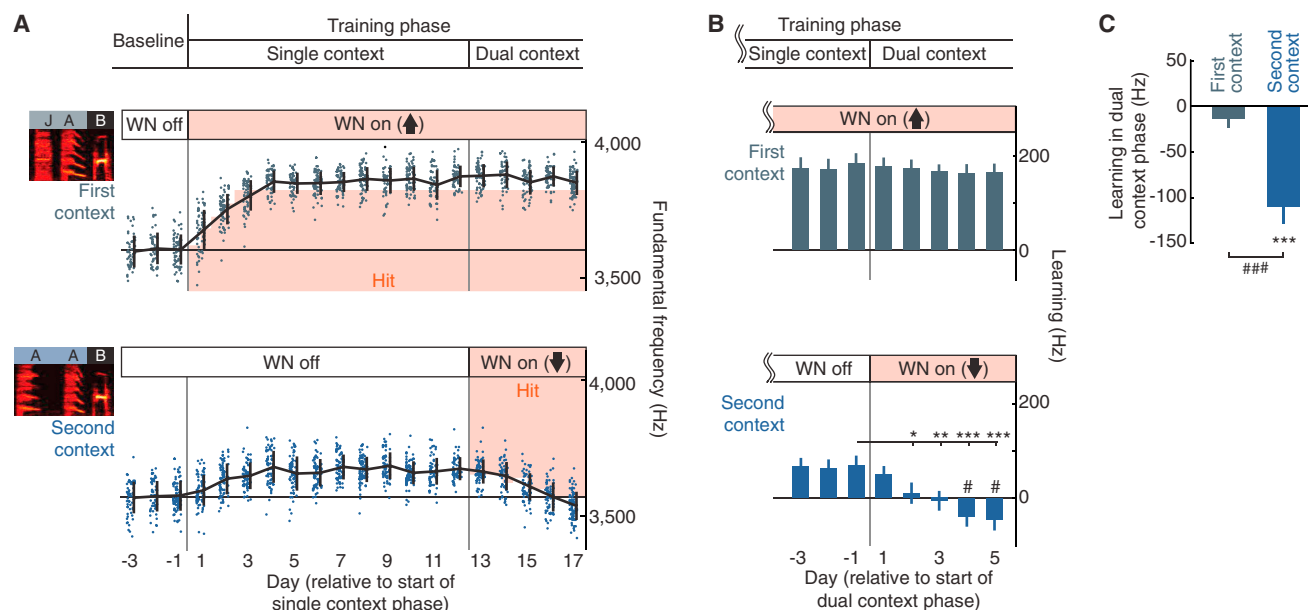 A
Training phase
Baseline
Single context
Dual context
J A B
WN off
WN on (⬆)
First
context
4,000
3,500
Hit
Fundamental frequency (Hz)
A A B
WN off
WN on (⬇)
Hit
Second
context
4,000
3,500
-3 -1 1 3 5 7 9 11 13 15 17
Day (relative to start of
single context phase)
B
Training phase
Single context
Dual context
WN on (⬆)
First
context
200
0
Learning (Hz)
WN off
WN on (⬇)
Second
context
200
* ** *** ***
# #
0
-3 -1 1 3 5
Day (relative to start of
dual context phase)
C
First
context
Second
context
Learning in dual
context phase (Hz)
50
0
-50
-100
-150
***
###